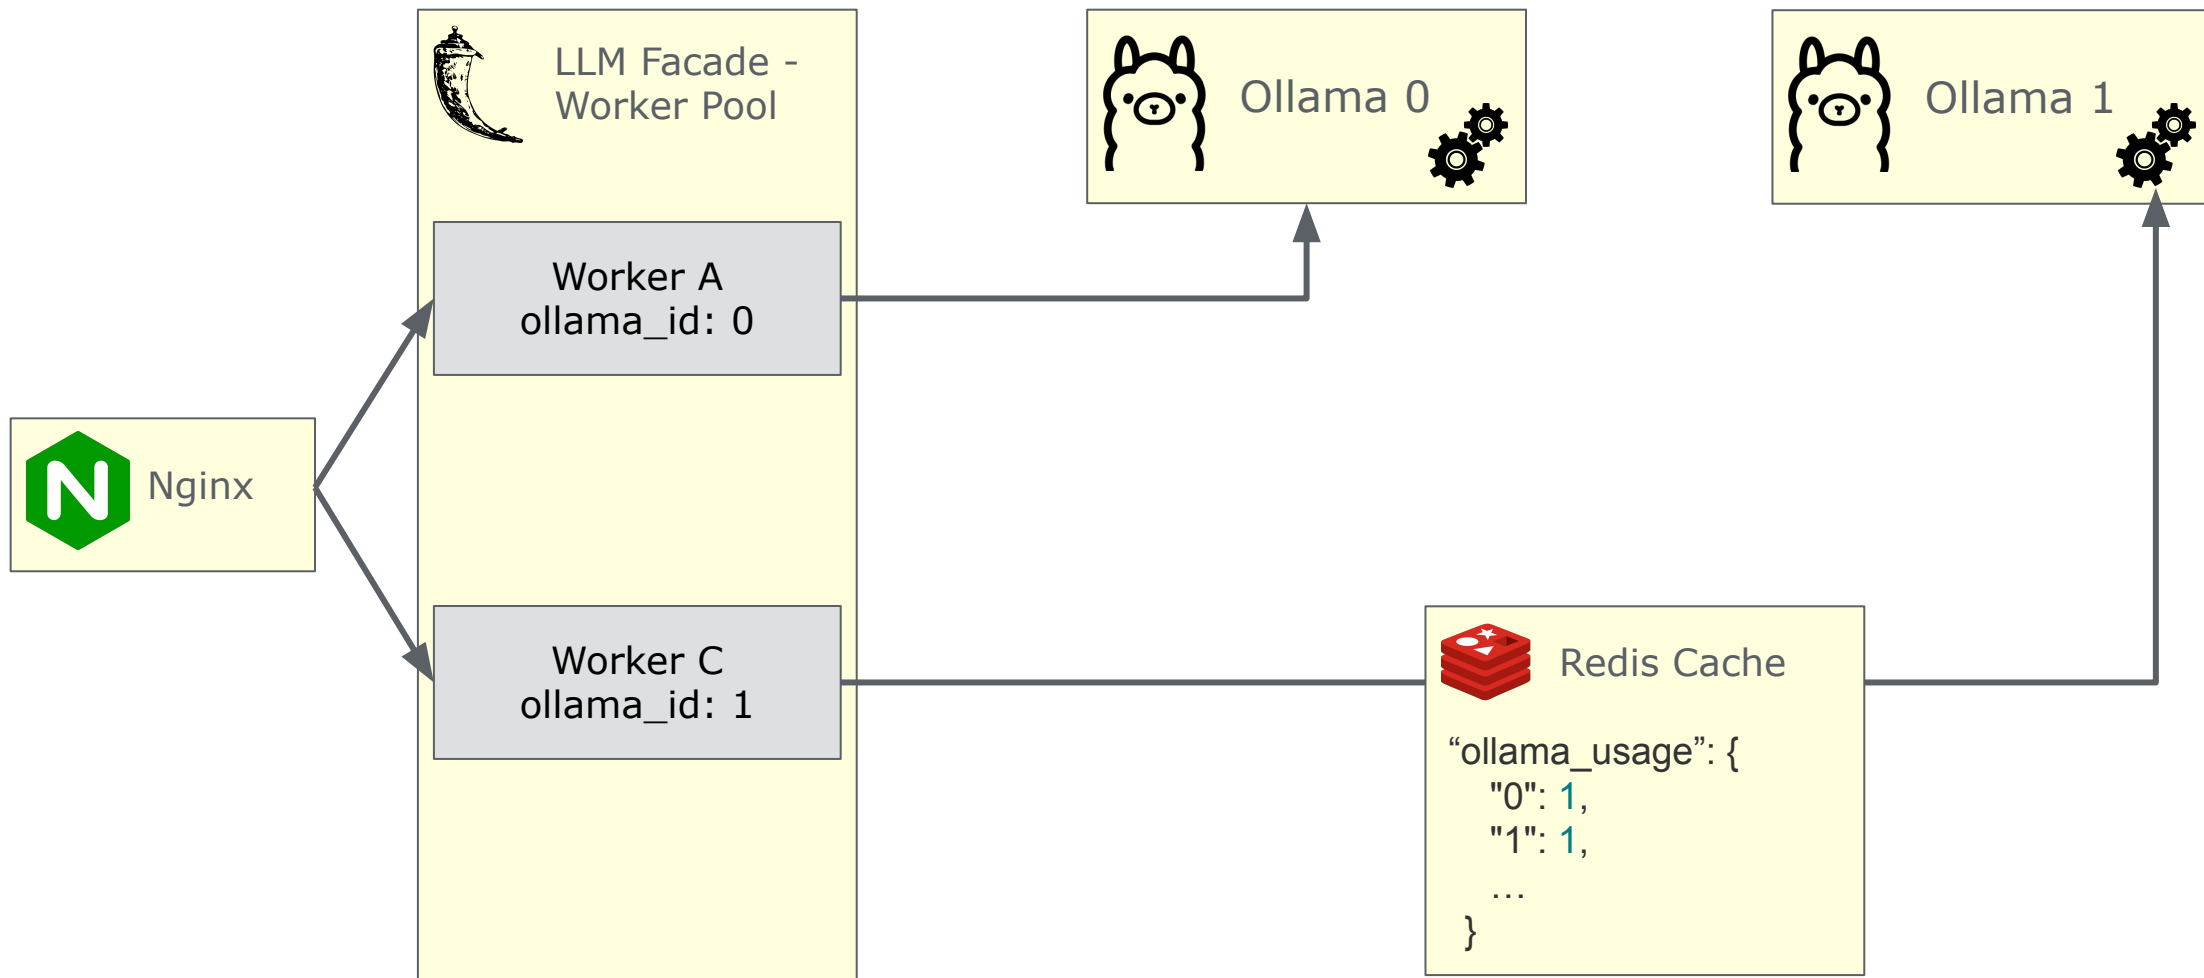 LLM Facade -
Worker Pool
Ollama 0
Ollama 1
Worker A
ollama_id: 0
Nginx
Worker C
ollama_id: 1
Redis Cache
“ollama_usage”: {
"0": 1,
"1": 1,
…
}